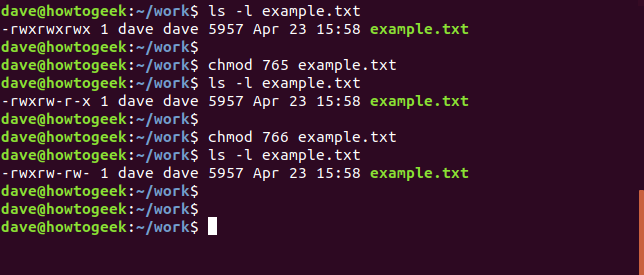 dave@howtogeek:~/work$ ls -l example.txt
-rwxrwxrwx 1 dave dave 5957 Apr 23 15:58 example.txt
dave@howtogeek:~/work$
dave@howtogeek:~/work$ chmod 765 example.txt
dave@howtogeek:~/work$ ls -l example.txt
-rwxrw-r-x 1 dave dave 5957 Apr 23 15:58 example.txt
dave@howtogeek:~/work$
dave@howtogeek:~/work$ chmod 766 example.txt
dave@howtogeek:~/work$ ls -l example.txt
-rwxrw-rw- 1 dave dave 5957 Apr 23 15:58 example.txt
dave@howtogeek:~/work$
dave@howtogeek:~/work$
dave@howtogeek:~/work$